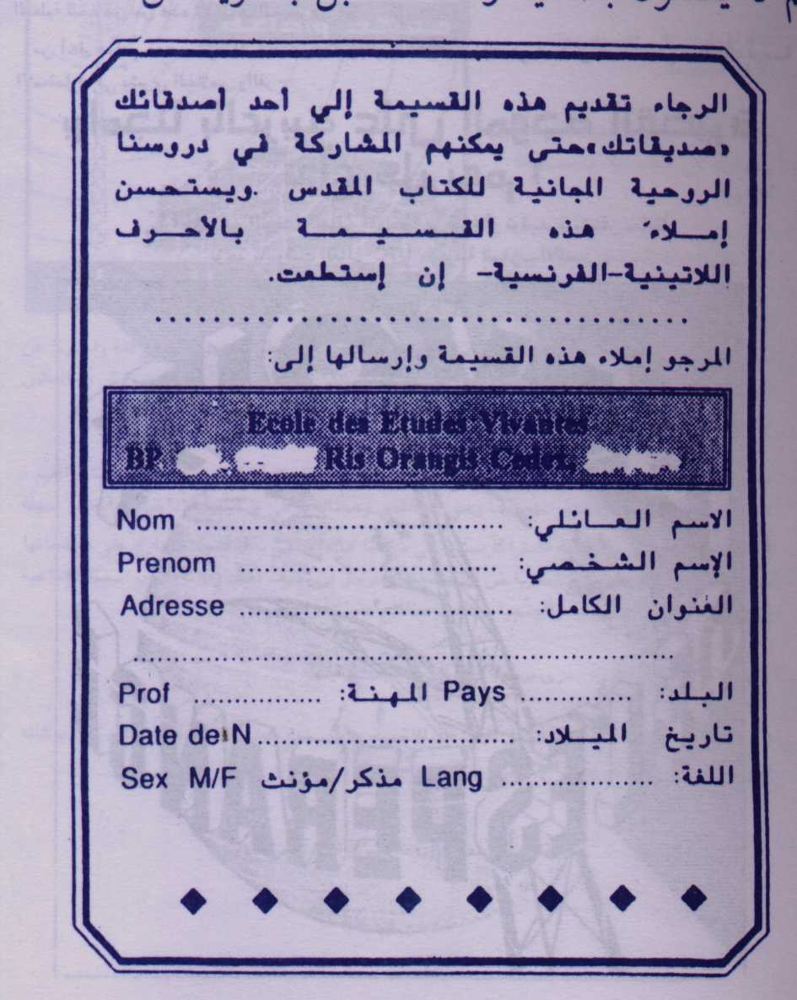 الرجاء تقديم هذه القسيمة إلي أحد أصدقائك
«صديقاتك»حتى يمكنهم المشاركة في دروسنا
الروحية المجانية للكتاب المقدس .ويستحسن
إملاء هذه القسيمة بالأحرف
اللاتينية-الفرنسية- إن إستطعت.
........................................
المرجو إملاء هذه القسيمة وإرسالها إلى:
Ecole des Etudes Vivantes
BP. Ris Orangis Cedex,
الاسم العائلي: .................................... Nom
الإسم الشخصي: .............................. Prenom
العنوان الكامل: ................................ Adresse
................................................................
البلد: ............. Pays المهنة: ............... Prof
تاريخ الميلاد: ............................... Date de N
اللغة: .................. Lang مذكر/مؤنث Sex M/F